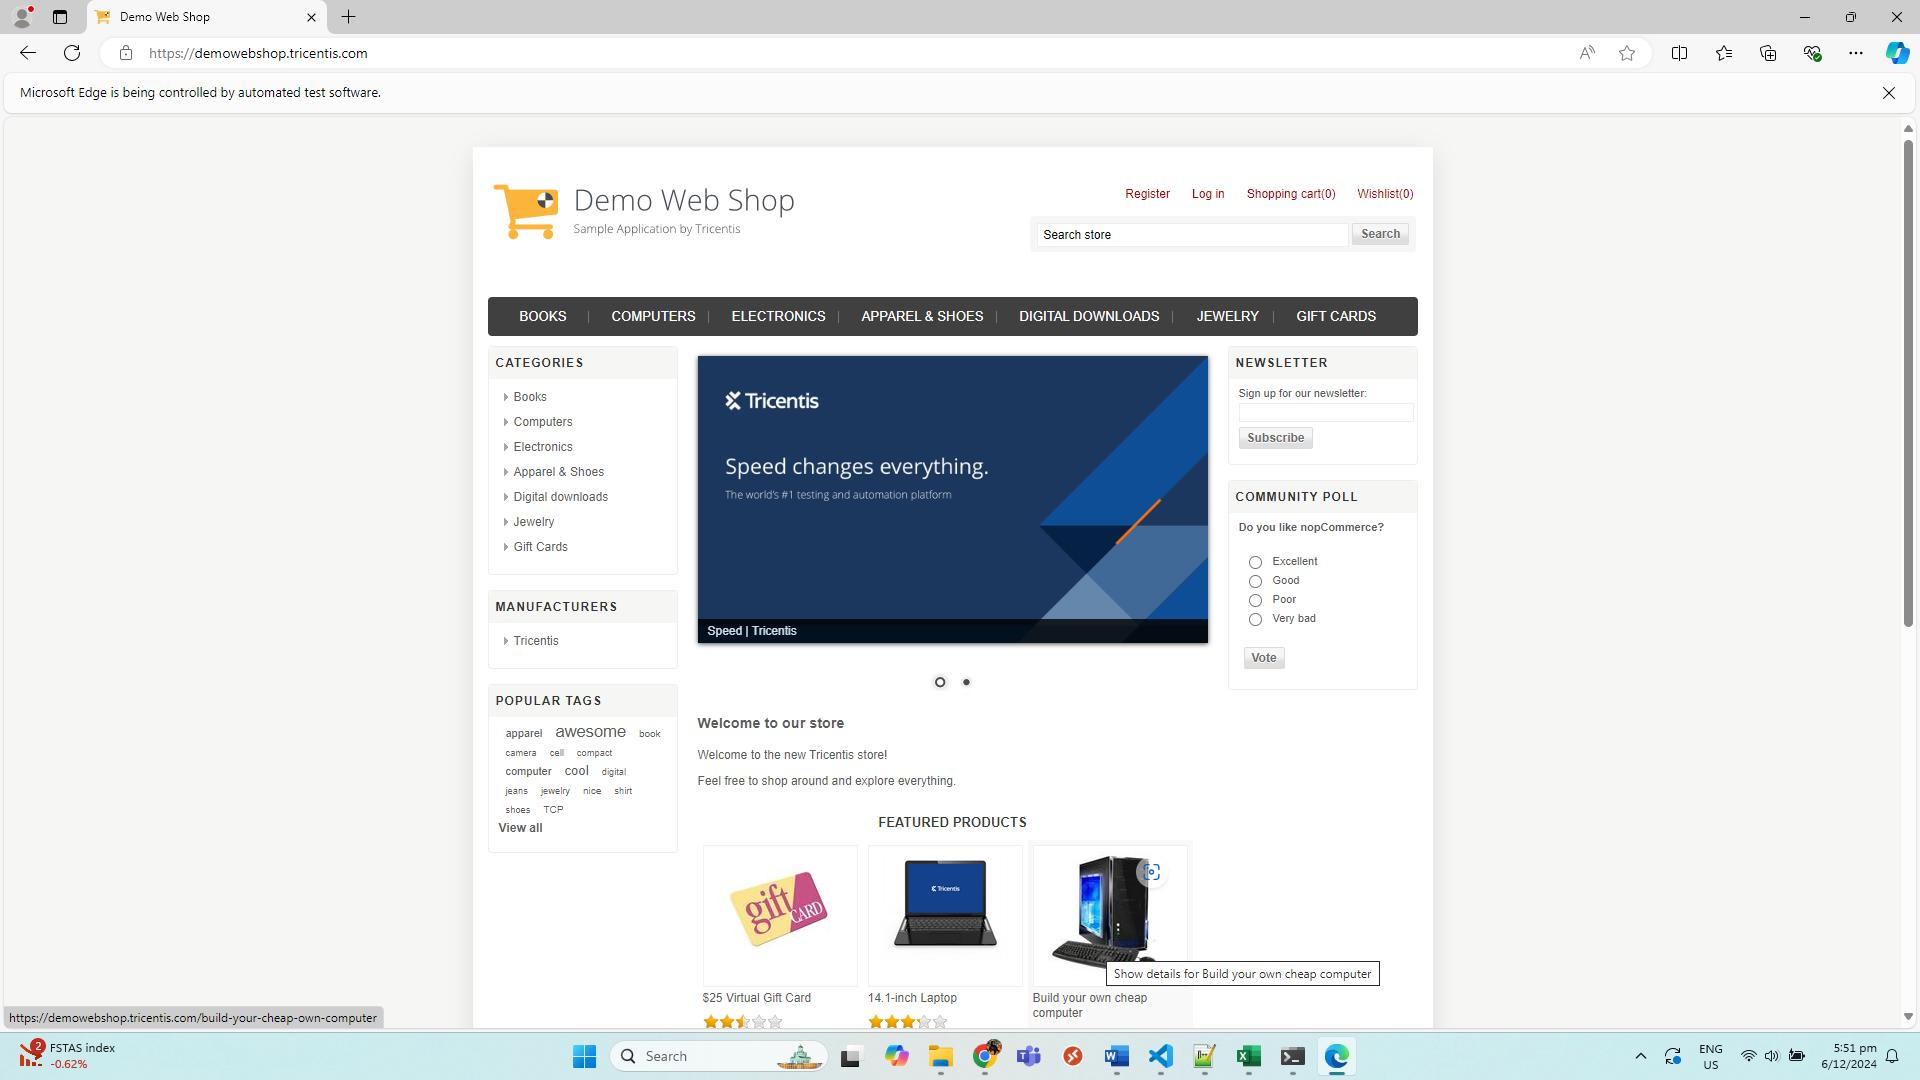 Demo Web Shop
https://demowebshop.tricentis.com
Microsoft Edge is being controlled by automated test software.
Demo Web Shop
Sample Application by Tricentis
Register Log in Shopping cart(0) Wishlist(0)
Search store Search
BOOKS COMPUTERS ELECTRONICS APPAREL & SHOES DIGITAL DOWNLOADS JEWELRY GIFT CARDS
CATEGORIES
Books
Computers
Electronics
Apparel & Shoes
Digital downloads
Jewelry
Gift Cards
MANUFACTURERS
Tricentis
POPULAR TAGS
apparel awesome book
camera cell compact
computer cool digital
jeans jewelry nice shirt
shoes TCP
View all
Tricentis
Speed changes everything.
The world's #1 testing and automation platform
Speed | Tricentis
Welcome to our store
Welcome to the new Tricentis store!
Feel free to shop around and explore everything.
FEATURED PRODUCTS
gift CARD
Tricentis
$25 Virtual Gift Card
14.1-inch Laptop
Build your own cheap
computer
Show details for Build your own cheap computer
NEWSLETTER
Sign up for our newsletter:
Subscribe
COMMUNITY POLL
Do you like nopCommerce?
Excellent
Good
Poor
Very bad
Vote
https://demowebshop.tricentis.com/build-your-cheap-own-computer
2
FSTAS index
-0.62%
Search
ENG
US
5:51 pm
6/12/2024